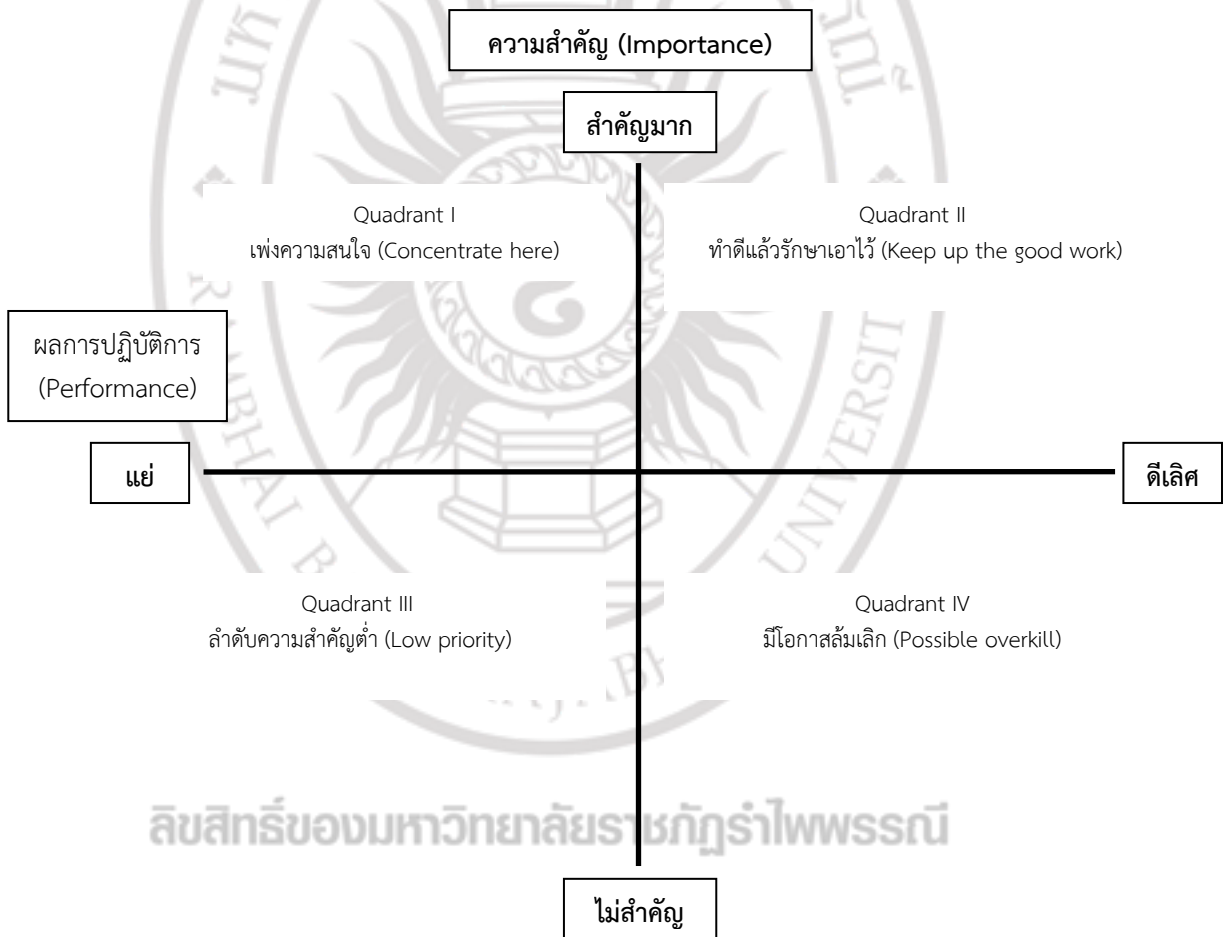 ความสำคัญ (Importance)
สำคัญมาก
Quadrant I
เพ่งความสนใจ (Concentrate here)
Quadrant II
ทำดีแล้วรักษาเอาไว้ (Keep up the good work)
ผลการปฏิบัติการ
(Performance)
แย่
ดีเลิศ
Quadrant III
ลำดับความสำคัญต่ำ (Low priority)
Quadrant IV
มีโอกาสล้มเลิก (Possible overkill)
ลิขสิทธิ์ของมหาวิทยาลัยราชภัฏรำไพพรรณี
ไม่สำคัญ